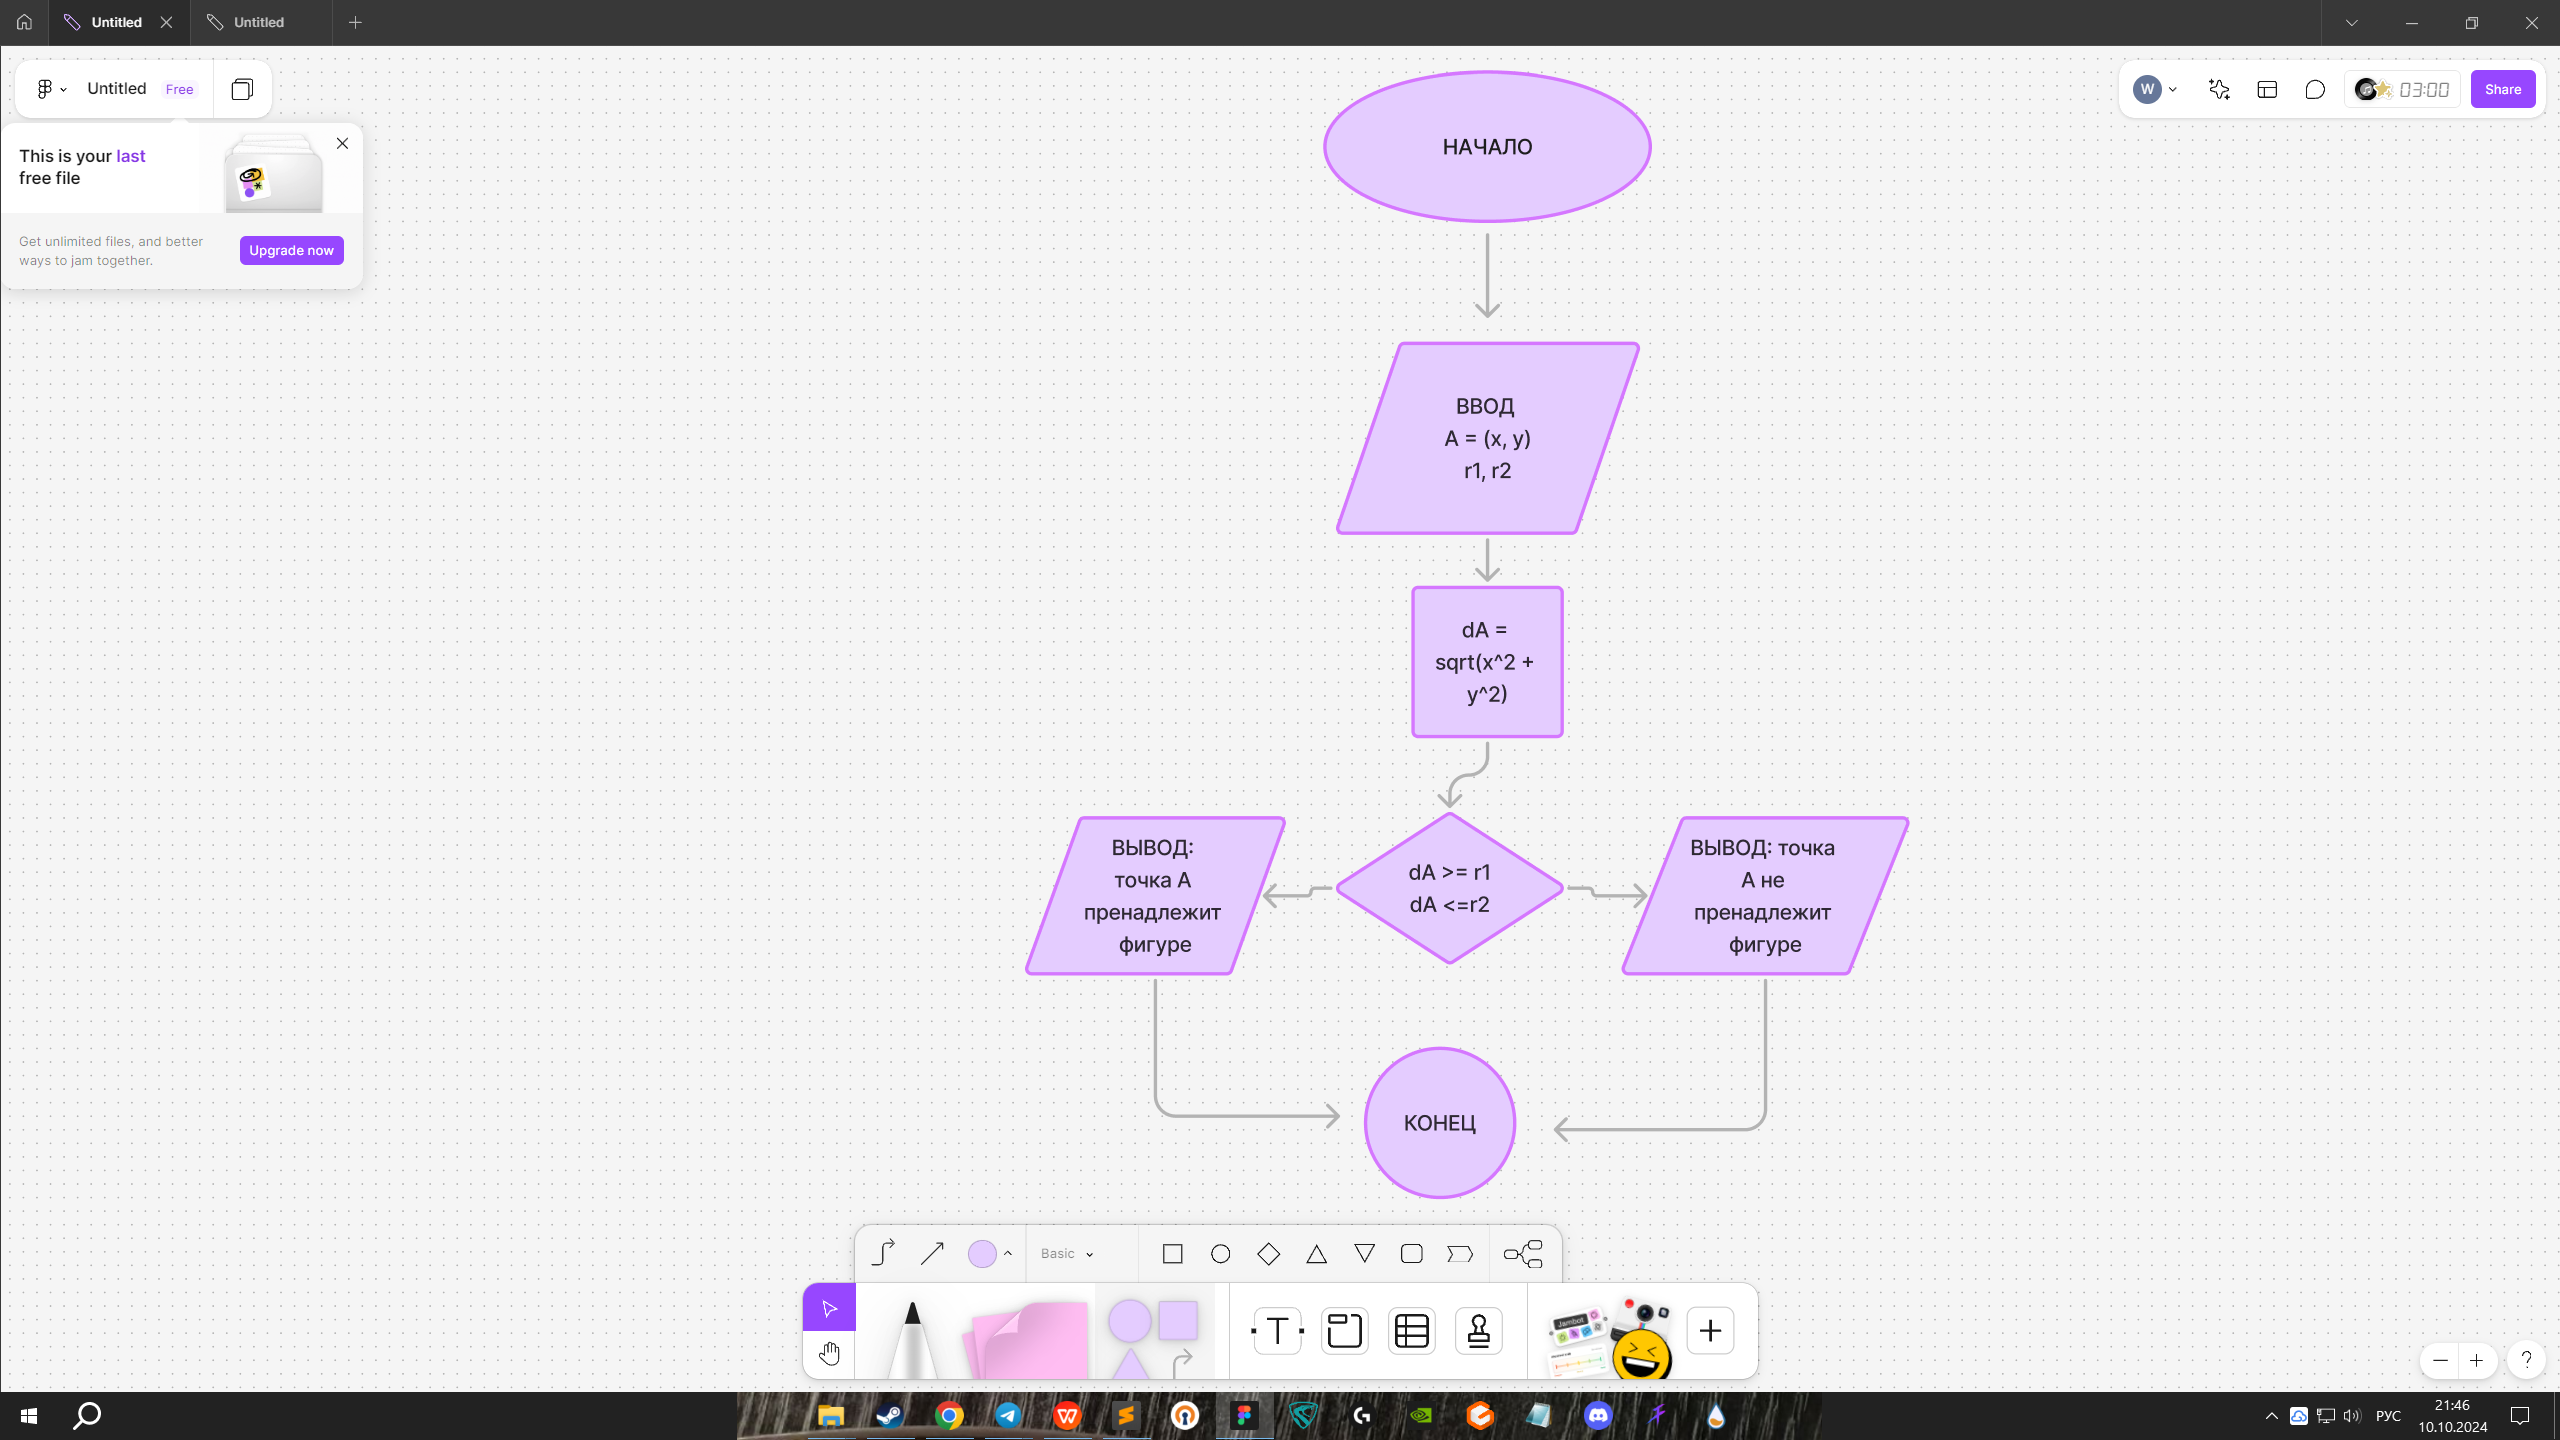 Untitled
Untitled
Untitled
Free
W
03:00
Share
This is your last
free file
Get unlimited files, and better
ways to jam together.
Upgrade now
НАЧАЛО
ВВОД
A = (x, y)
r1, r2
dA =
sqrt(x^2 +
y^2)
ВЫВОД:
точка А
пренадлежит
фигуре
dA >= r1
dA <=r2
ВЫВОД: точка
А не
пренадлежит
фигуре
КОНЕЦ
Basic
T
Jambot
?
РУС
21:46
10.10.2024